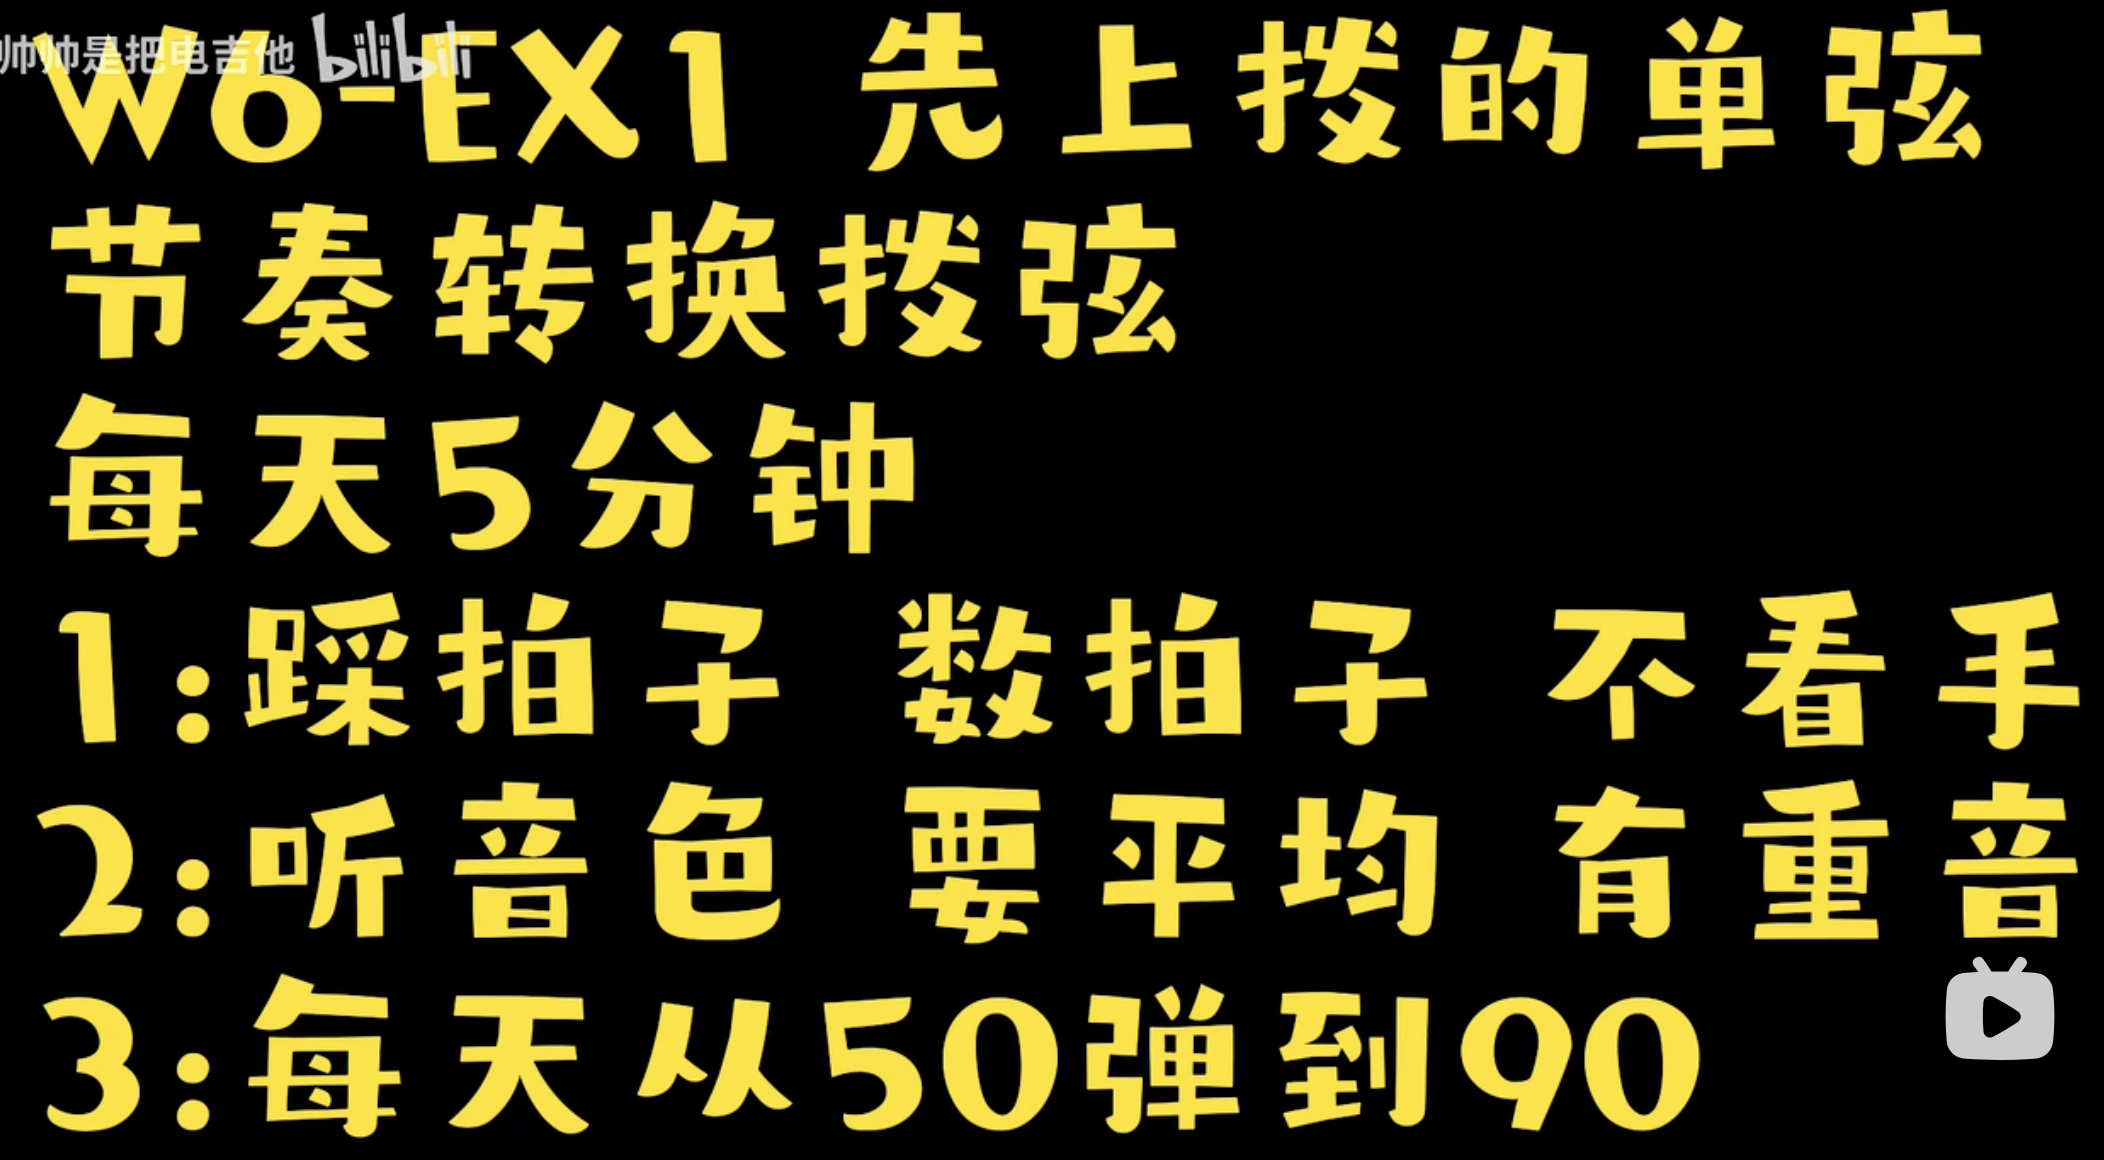 帅帅是把电吉他 bilibili
W6-EX1 先上拨的单弦
节奏转换拨弦
每天5分钟
1:踩拍子 数拍子 不看手
2:听音色 要平均 有重音
3:每天从50弹到90